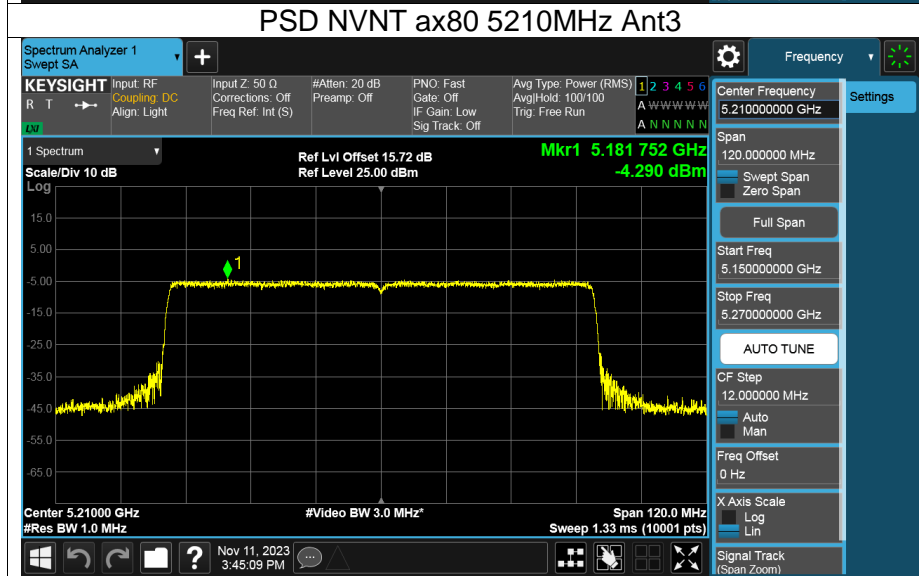 PSD NVNT ax80 5210MHz Ant3
Spectrum Analyzer 1
Swept SA
+
Frequency
KEYSIGHT
R T
LXI
Input: RF
Coupling: DC
Align: Light
Input Z: 50 Ω
Corrections: Off
Freq Ref: Int (S)
#Atten: 20 dB
Preamp: Off
PNO: Fast
Gate: Off
IF Gain: Low
Sig Track: Off
Avg Type: Power (RMS)
Avg|Hold: 100/100
Trig: Free Run
1 2 3 4 5 6
A W W W W W
A N N N N N
1 Spectrum
Scale/Div 10 dB
Log
Ref Lvl Offset 15.72 dB
Ref Level 25.00 dBm
Mkr1 5.181 752 GHz
-4.290 dBm
15.0
5.00
-5.00
-15.0
-25.0
-35.0
-45.0
-55.0
-65.0
1
Center 5.21000 GHz
#Res BW 1.0 MHz
#Video BW 3.0 MHz*
Span 120.0 MHz
Sweep 1.33 ms (10001 pts)
?
Nov 11, 2023
3:45:09 PM
Center Frequency
5.210000000 GHz
Span
120.000000 MHz
Swept Span
Zero Span
Full Span
Start Freq
5.150000000 GHz
Stop Freq
5.270000000 GHz
AUTO TUNE
CF Step
12.000000 MHz
Auto
Man
Freq Offset
0 Hz
X Axis Scale
Log
Lin
Signal Track
(Span Zoom)
Settings